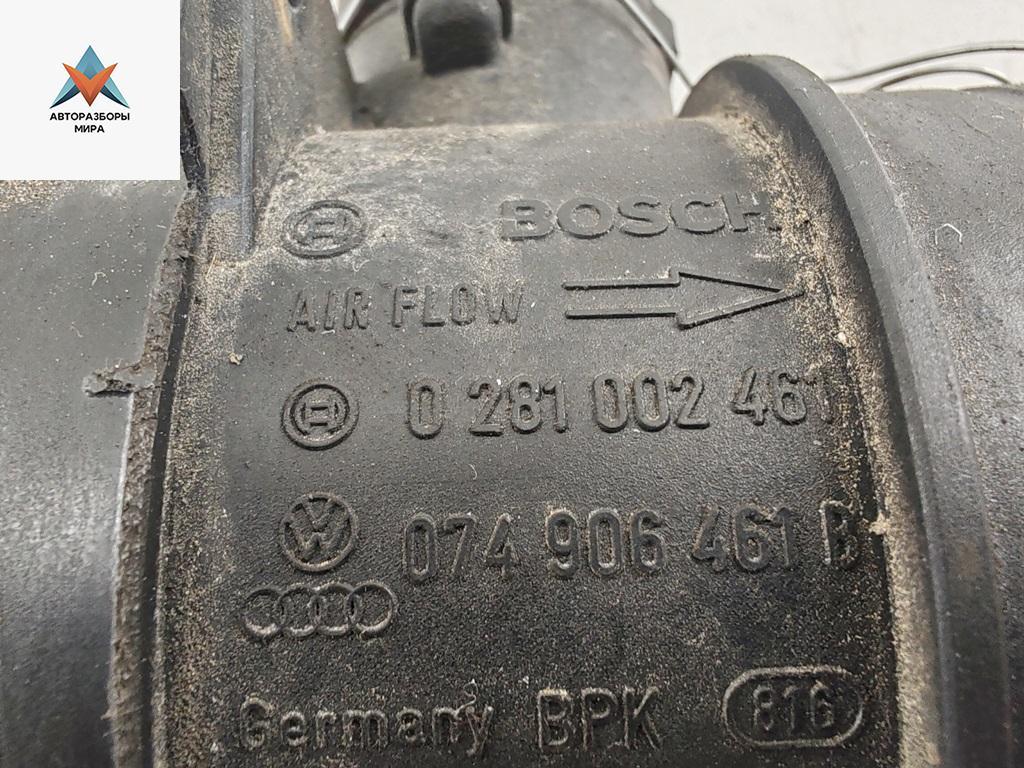 АВТОРАЗБОРЫ
МИРА
BOSCH
AIR FLOW
0 281 002 461
074 906 461 B
Germany BPK 816